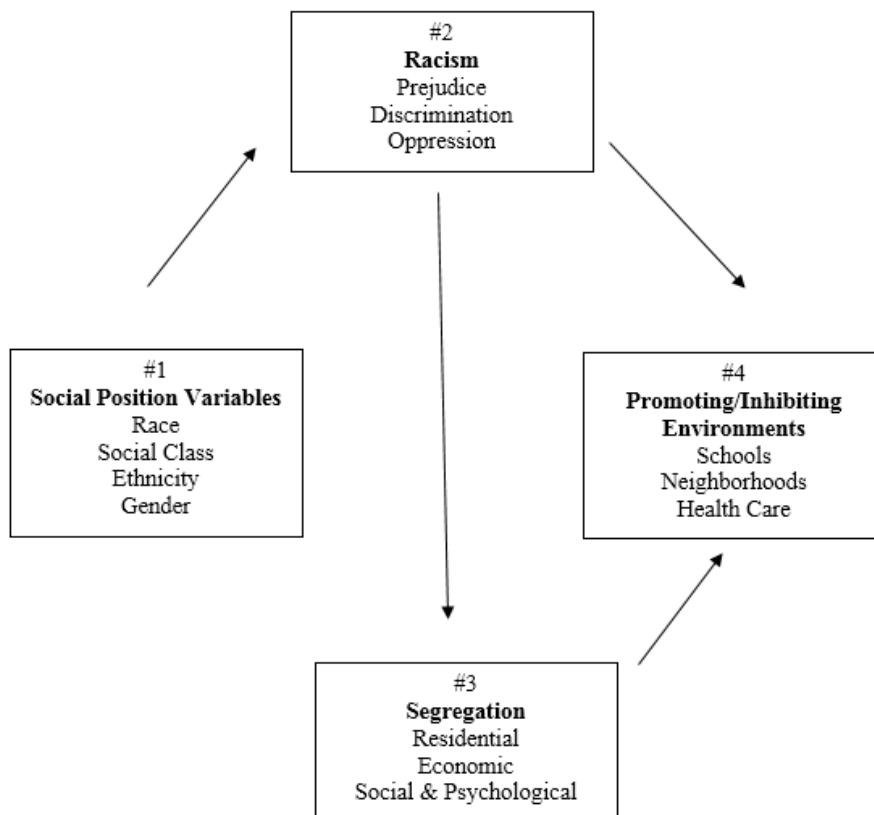 #2
Racism
Prejudice
Discrimination
Oppression
#1
Social Position Variables
Race
Social Class
Ethnicity
Gender
#4
Promoting/Inhibiting
Environments
Schools
Neighborhoods
Health Care
#3
Segregation
Residential
Economic
Social & Psychological